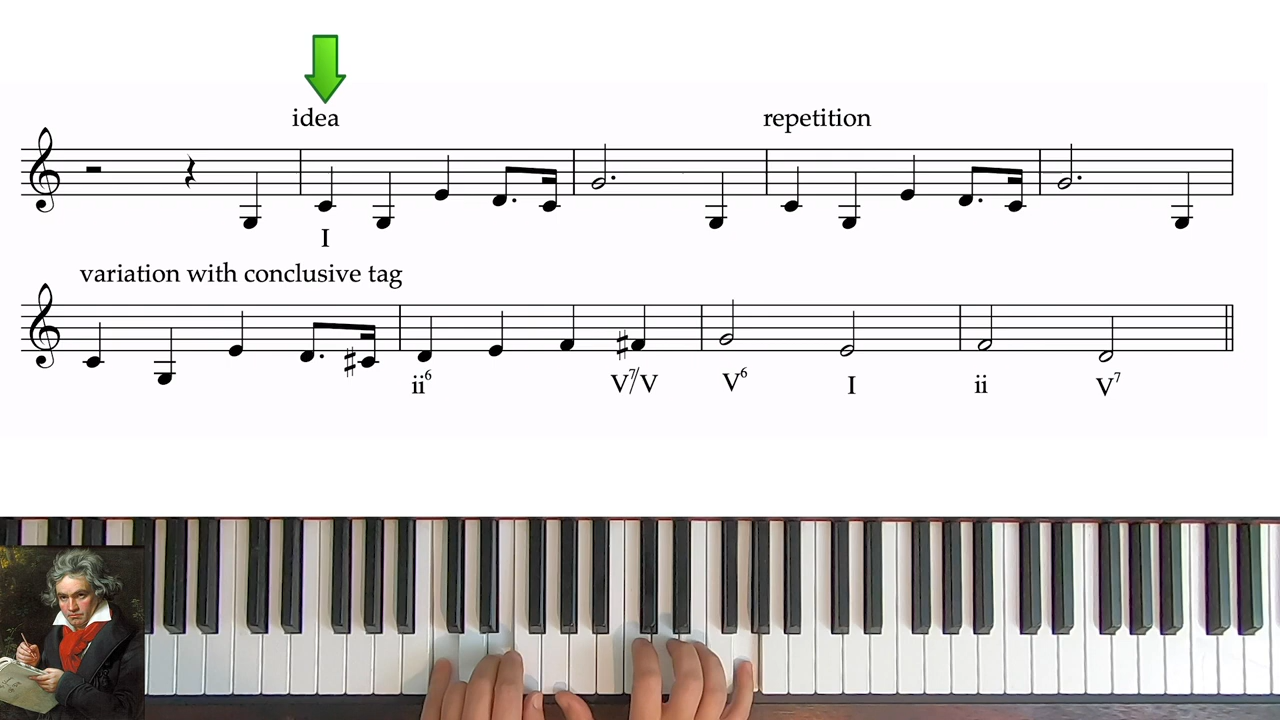 idea
repetition
I
variation with conclusive tag
ii⁶ V⁷/V V⁶ I ii V⁷